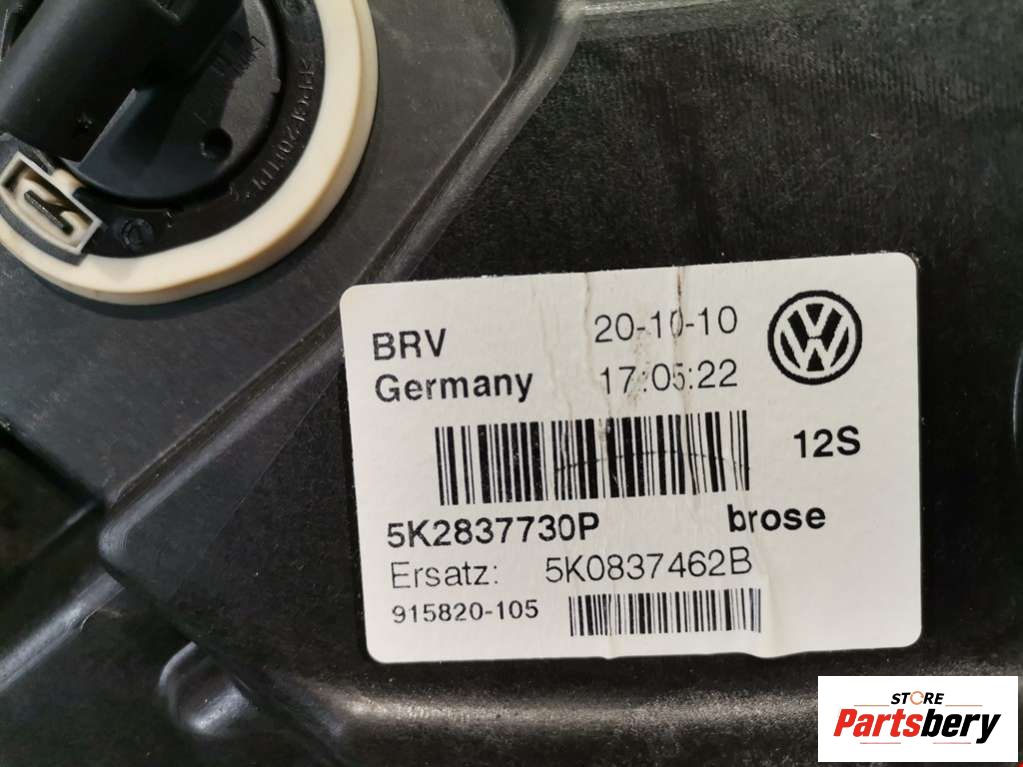 BRV
20-10-10
Germany
17:05:22
12S
5K2837730P
brose
Ersatz: 5K0837462B
915820-105
STORE
Partsbery